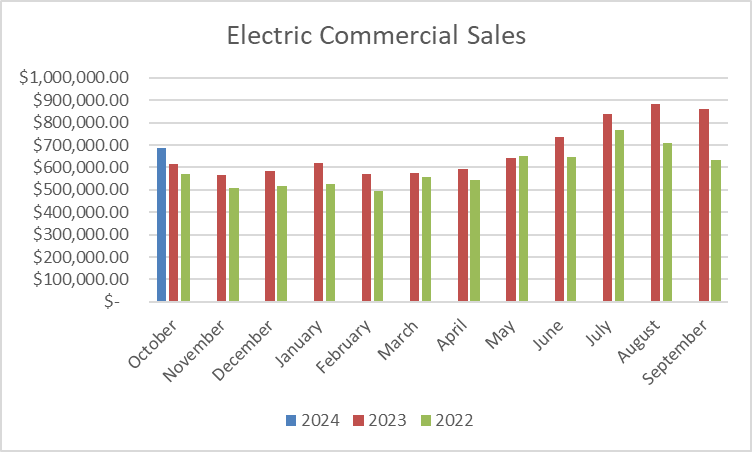 Electric Commercial Sales
$1,000,000.00
$900,000.00
$800,000.00
$700,000.00
$600,000.00
$500,000.00
$400,000.00
$300,000.00
$200,000.00
$100,000.00
$-
October
November
December
January
February
March
April
May
June
July
August
September
2024 2023 2022